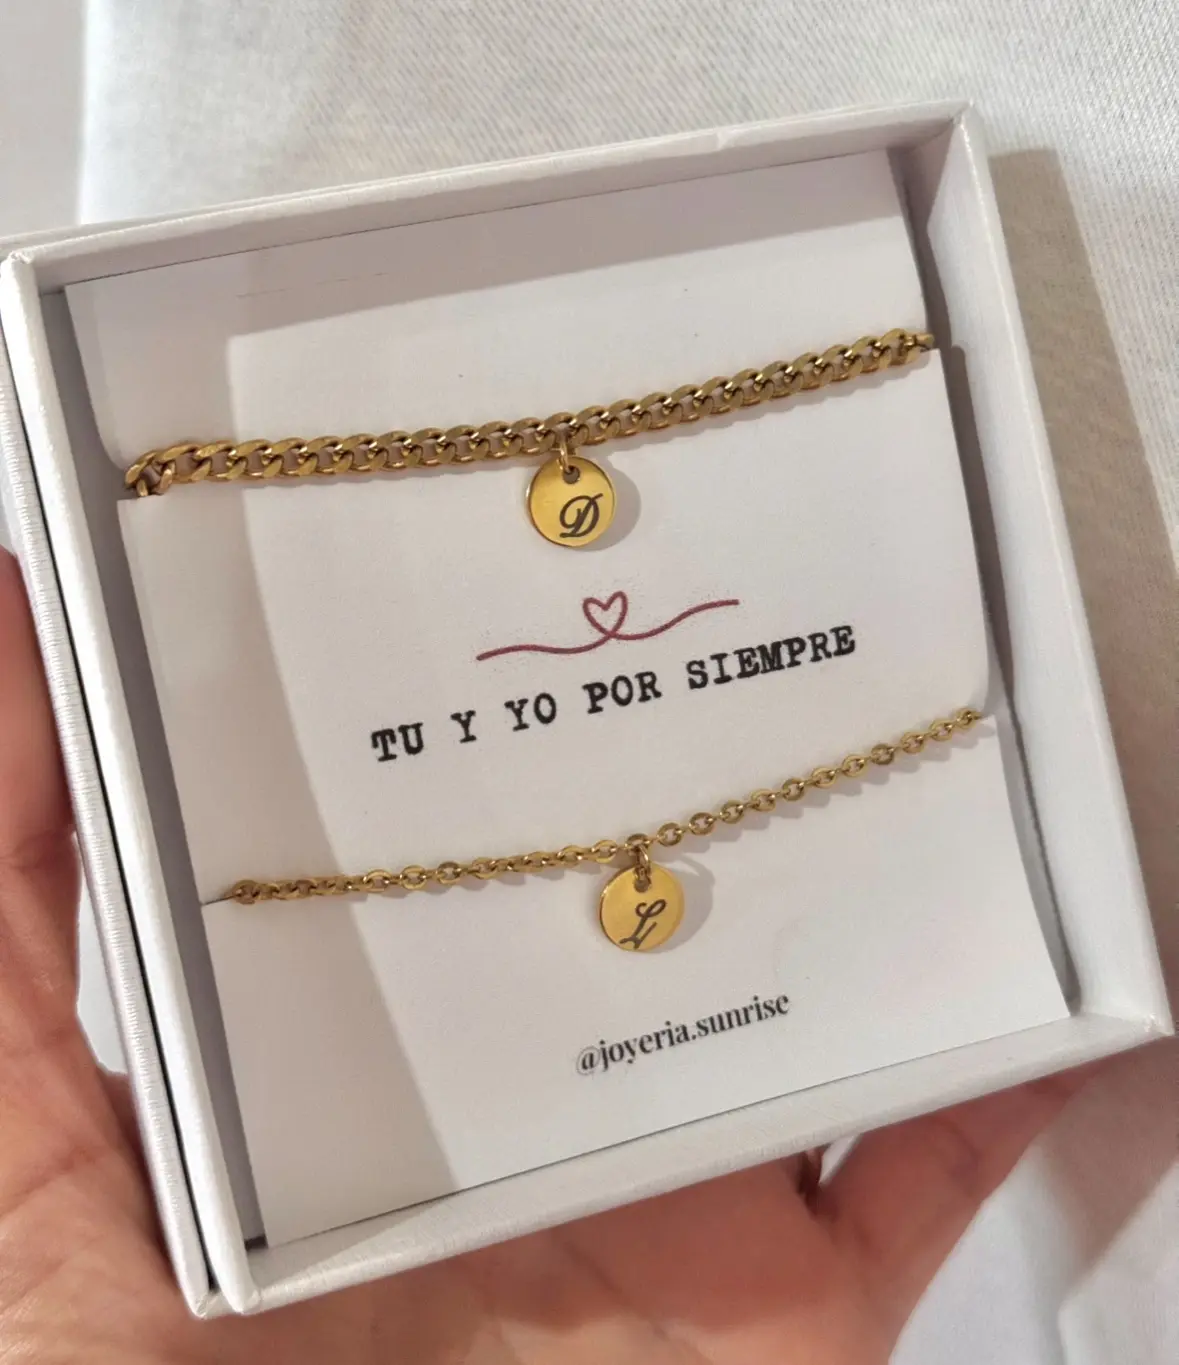 D
TU Y YO POR SIEMPRE
L
@joyeria.sunrise